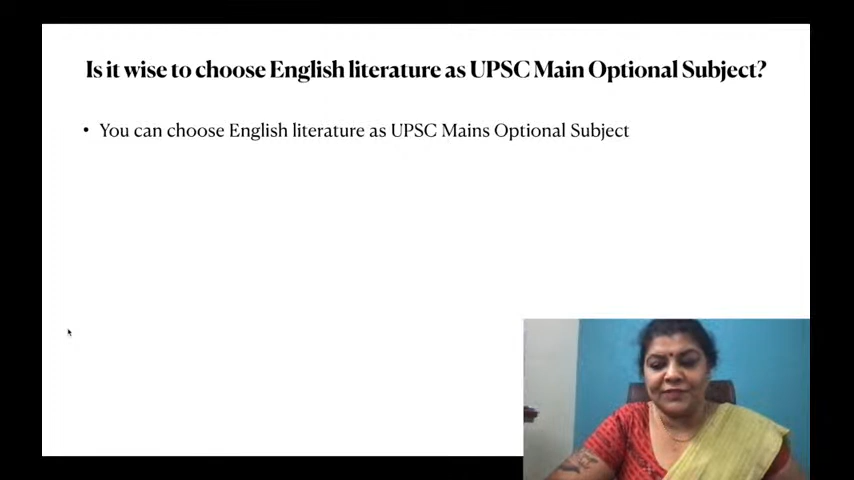 Is it wise to choose English literature as UPSC Main Optional Subject?
• You can choose English literature as UPSC Mains Optional Subject